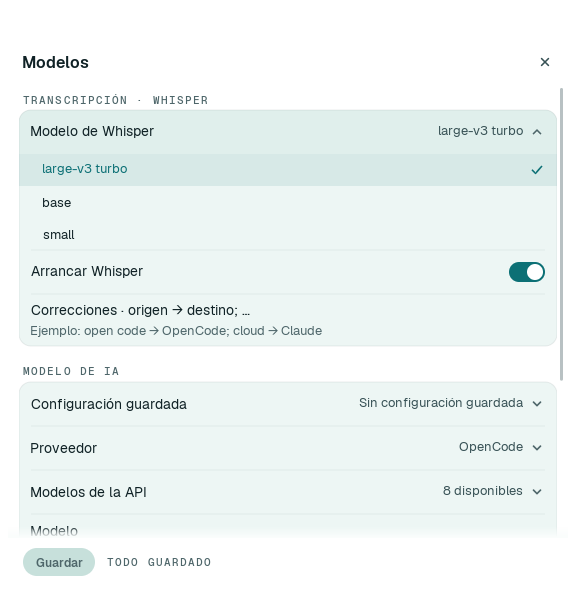 Modelos
TRANSCRIPCIÓN · WHISPER
Modelo de Whisper large-v3 turbo
large-v3 turbo
base
small
Arrancar Whisper
Correcciones · origen → destino; ...
Ejemplo: open code → OpenCode; cloud → Claude
MODELO DE IA
Configuración guardada Sin configuración guardada
Proveedor OpenCode
Modelos de la API 8 disponibles
Modelo
Guardar TODO GUARDADO